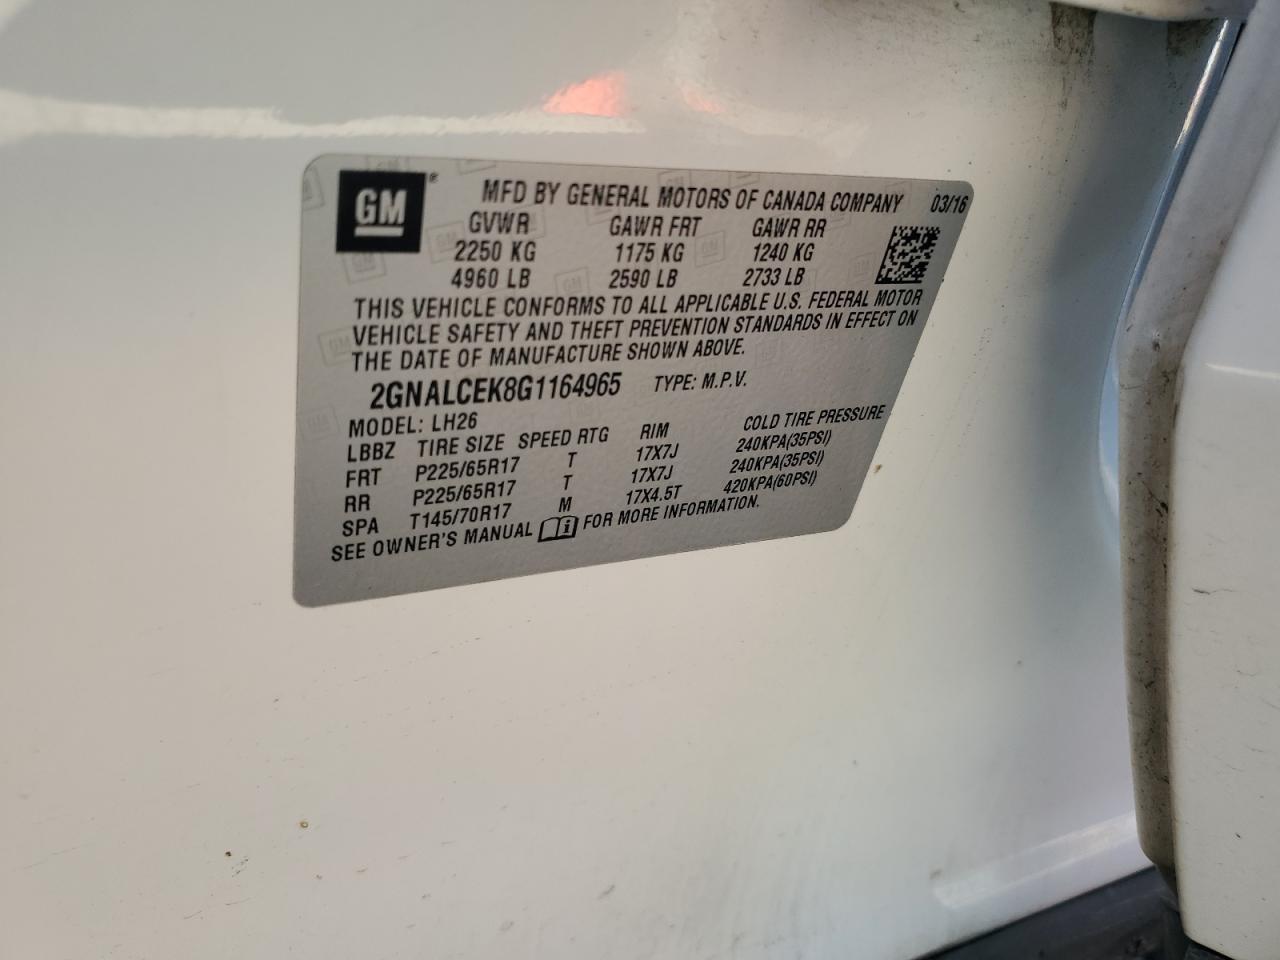 GM ® MFD BY GENERAL MOTORS OF CANADA COMPANY 03/16
GVWR GAWR FRT GAWR RR
2250 KG 1175 KG 1240 KG
4960 LB 2590 LB 2733 LB
THIS VEHICLE CONFORMS TO ALL APPLICABLE U.S. FEDERAL MOTOR
VEHICLE SAFETY AND THEFT PREVENTION STANDARDS IN EFFECT ON
THE DATE OF MANUFACTURE SHOWN ABOVE.
2GNALCEK8G1164965 TYPE: M.P.V.
MODEL: LH26
LBBZ TIRE SIZE SPEED RTG RIM COLD TIRE PRESSURE
FRT P225/65R17 T 17X7J 240KPA(35PSI)
RR P225/65R17 T 17X7J 240KPA(35PSI)
SPA T145/70R17 M 17X4.5T 420KPA(60PSI)
SEE OWNER'S MANUAL FOR MORE INFORMATION.